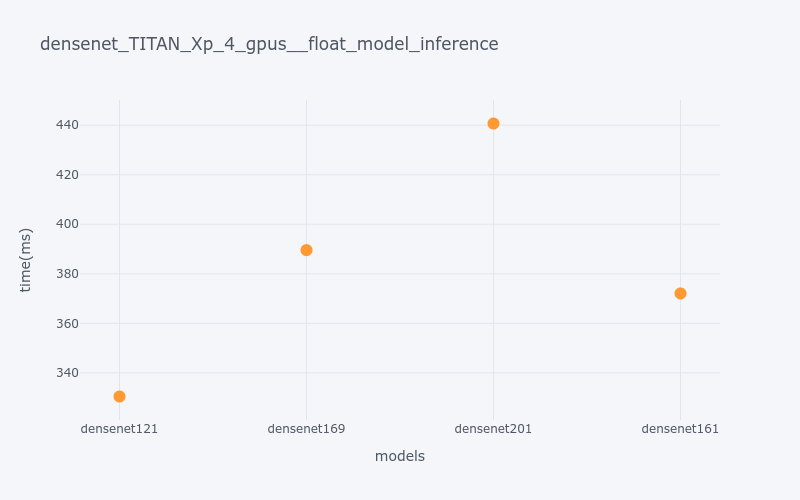 densenet_TITAN_Xp_4_gpus__float_model_inference
440
420
400
380
360
340
time(ms)
densenet121
densenet169
densenet201
densenet161
models